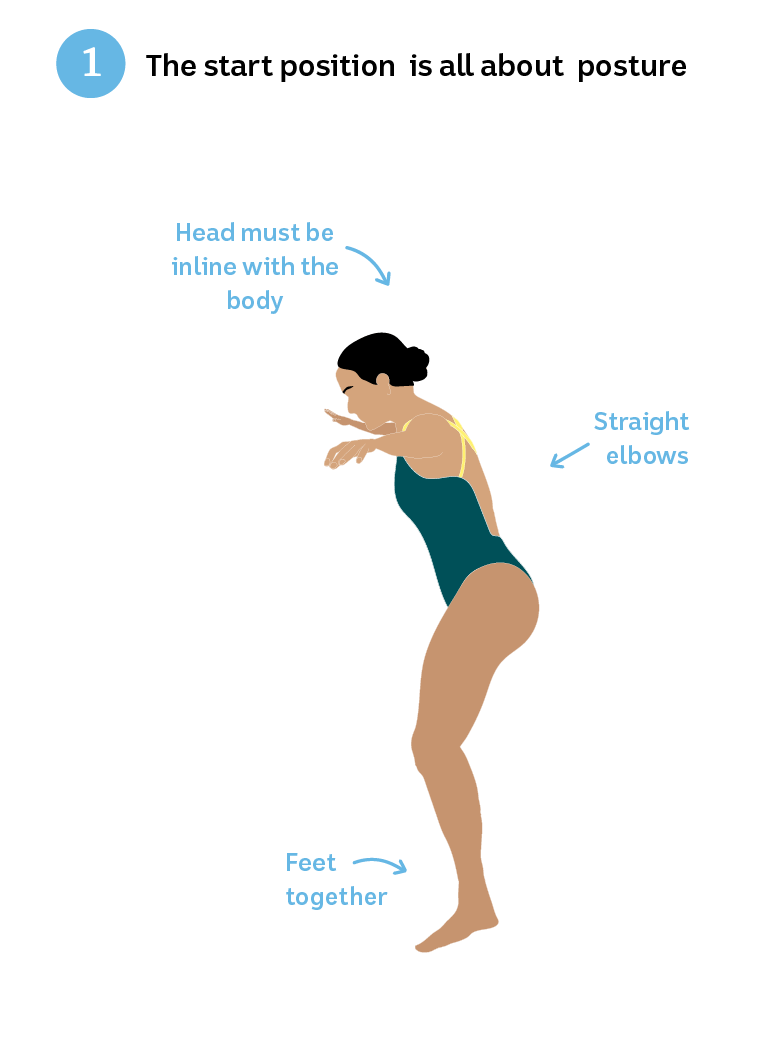 1 The start position is all about posture
Head must be
inline with the
body
Straight
elbows
Feet
together